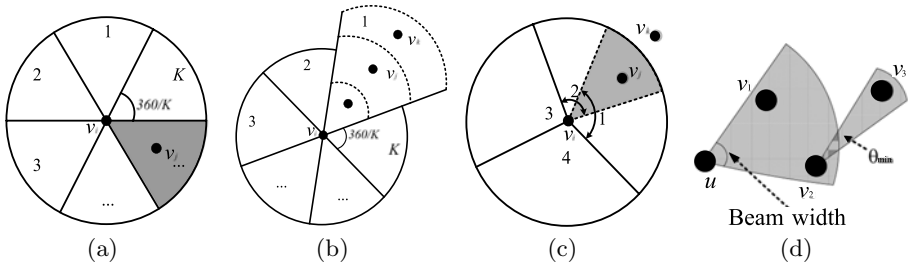 1
2
3
K
360/K
v_i
v_j
...
...
(a)
1
2
3
v_k
v_j
v_i
360/K
K
...
...
(b)
v_k
v_j
2
3
1
v_i
4
(c)
v_1
v_3
v_2
u
θ_min
Beam width
(d)